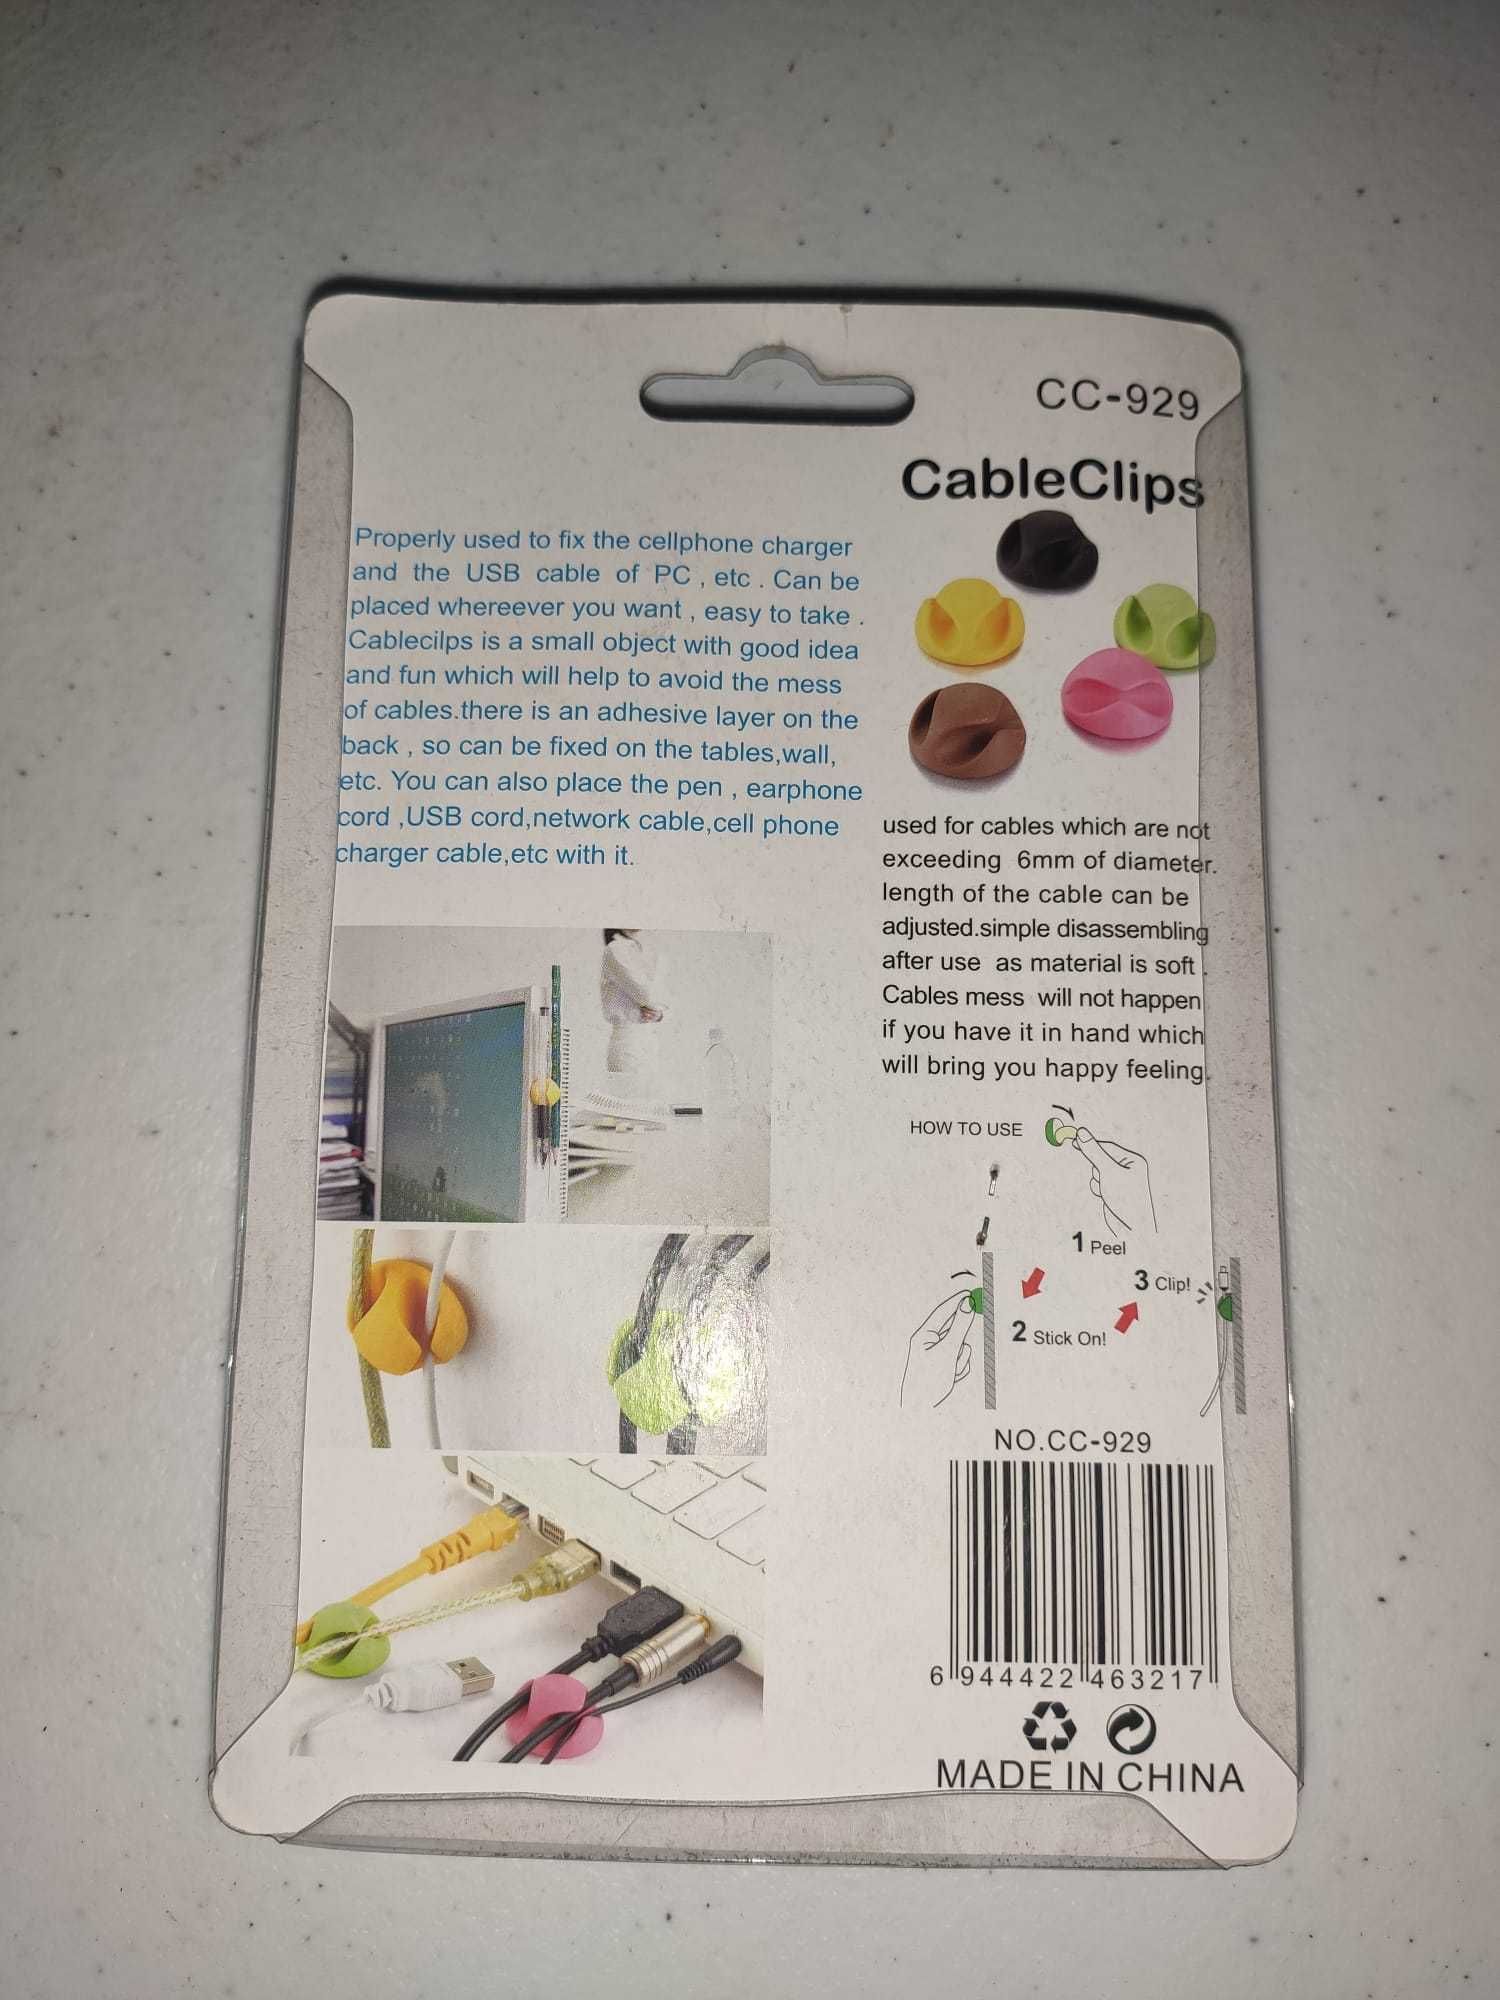 CC-929
CableClips
Properly used to fix the cellphone charger
and the USB cable of PC , etc . Can be
placed whereever you want , easy to take .
Cablecilps is a small object with good idea
and fun which will help to avoid the mess
of cables.there is an adhesive layer on the
back , so can be fixed on the tables,wall,
etc. You can also place the pen , earphone
cord ,USB cord,network cable,cell phone
charger cable,etc with it.
used for cables which are not
exceeding 6mm of diameter.
length of the cable can be
adjusted.simple disassembling
after use as material is soft .
Cables mess will not happen
if you have it in hand which
will bring you happy feeling.
HOW TO USE
1 Peel
2 Stick On!
3 Clip!
NO.CC-929
6 944422 463217
MADE IN CHINA